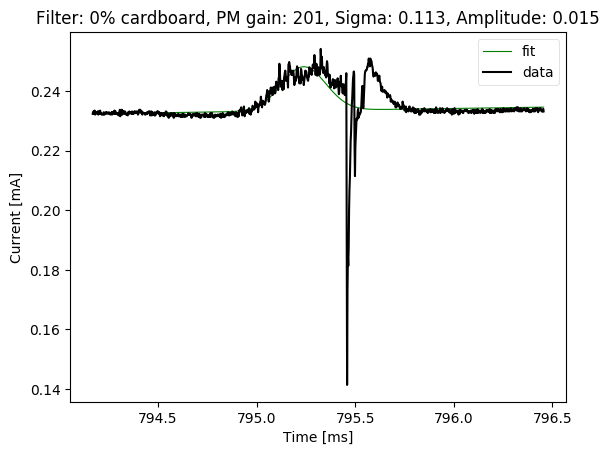 Filter: 0% cardboard, PM gain: 201, Sigma: 0.113, Amplitude: 0.015
fit
data
Current [mA]
0.24
0.22
0.20
0.18
0.16
0.14
794.5 795.0 795.5 796.0 796.5
Time [ms]